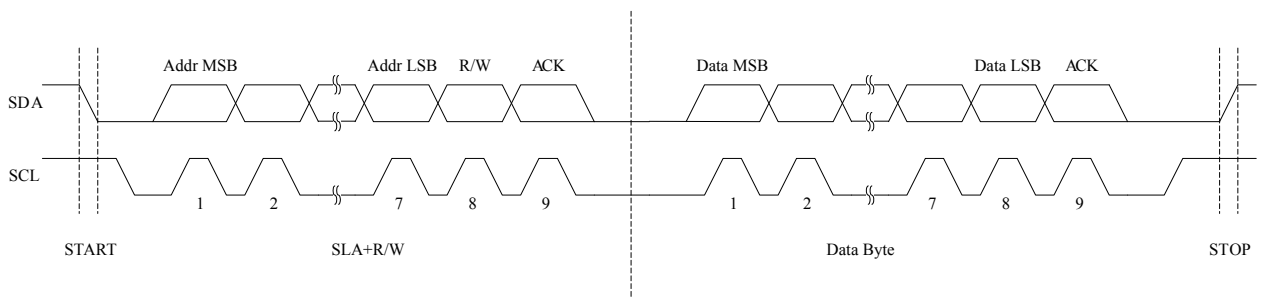 Addr MSB Addr LSB R/W ACK Data MSB Data LSB ACK
SDA
SCL
1 2 7 8 9 1 2 7 8 9
START SLA+R/W Data Byte STOP